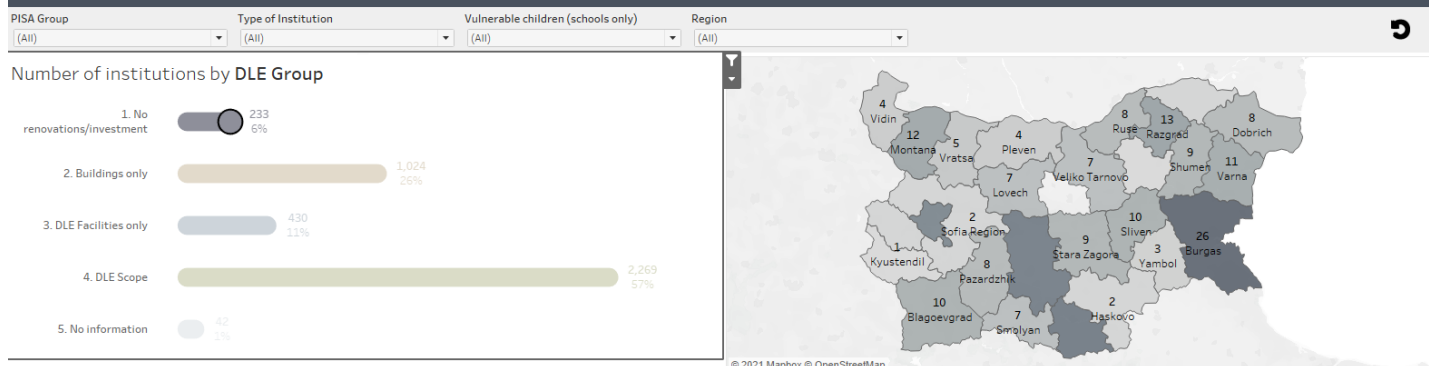 PISA Group
Type of Institution
Vulnerable children (schools only)
Region
(All)
(All)
(All)
(All)
Number of institutions by DLE Group
1. No
renovations/investment
233
6%
2. Buildings only
1,024
26%
3. DLE Facilities only
430
11%
4. DLE Scope
2,269
57%
5. No information
42
1%
4
Vidin
12
Montana
5
Vratsa
4
Pleven
8
Ruse
13
Razgrad
8
Dobrich
9
Shumen
11
Varna
7
Veliko Tarnovo
7
Lovech
2
Sofia Region
10
Sliven
26
Burgas
1
Kyustendil
9
Stara Zagora
3
Yambol
8
Pazardzhik
10
Blagoevgrad
7
Smolyan
2
Haskovo
© 2021 Mapbox © OpenStreetMap